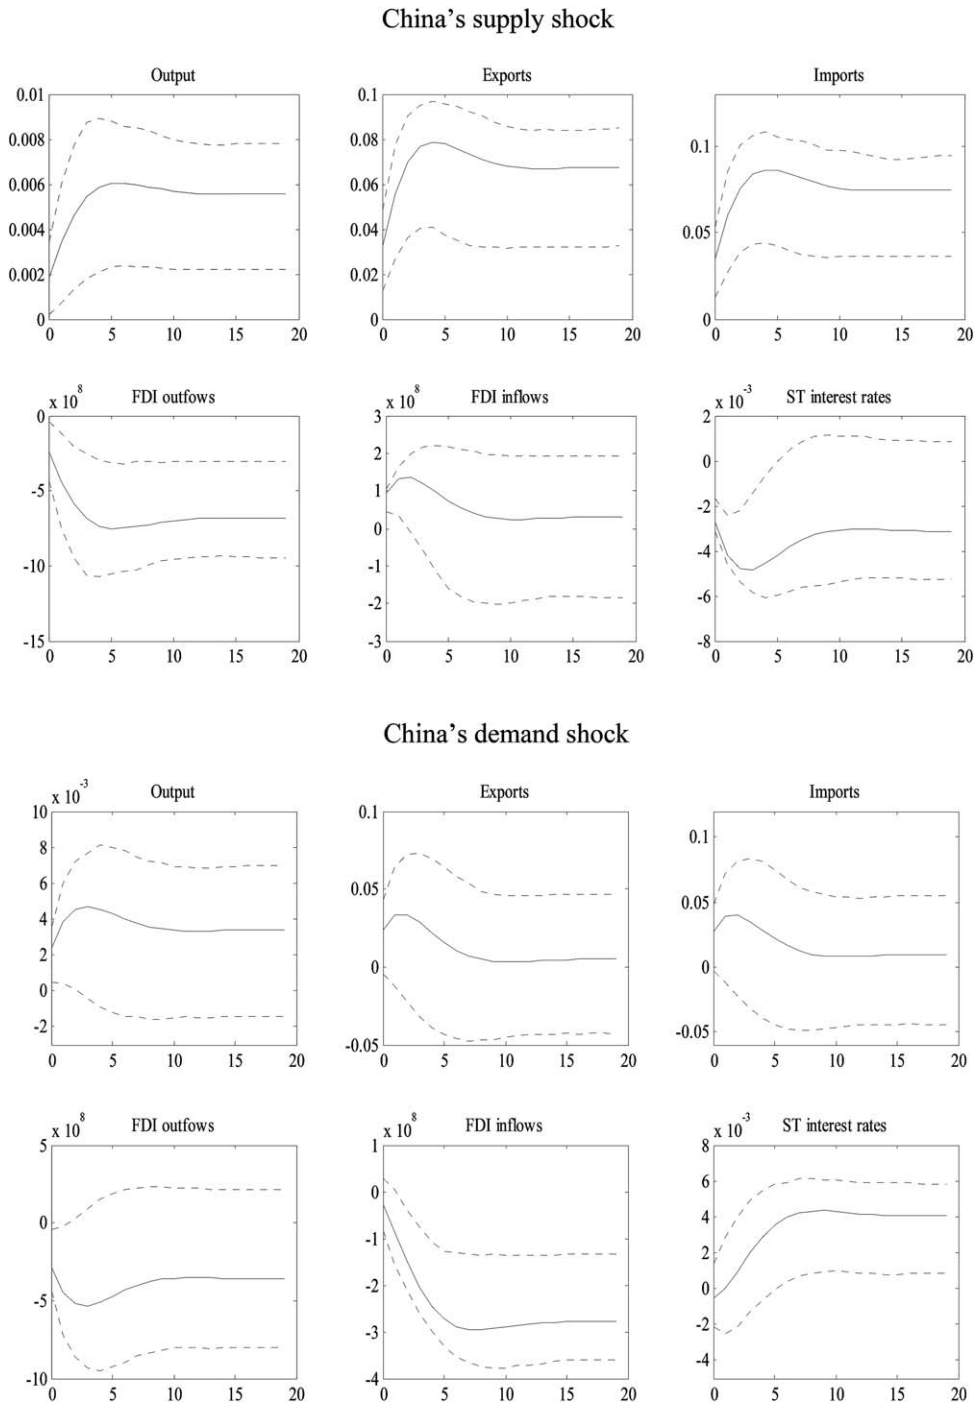 China's supply shock
Output
Exports
Imports
0.01
0.008
0.006
0.004
0.002
0
0 5 10 15 20
0.1
0.08
0.06
0.04
0.02
0
0 5 10 15 20
0.1
0.05
0
0 5 10 15 20
FDI outfows
FDI inflows
ST interest rates
x 10^8
0
-5
-10
-15
0 5 10 15 20
x 10^8
3
2
1
0
-1
-2
-3
0 5 10 15 20
x 10^-3
2
0
-2
-4
-6
-8
0 5 10 15 20
China's demand shock
Output
Exports
Imports
x 10^-3
10
8
6
4
2
0
-2
0 5 10 15 20
0.1
0.05
0
-0.05
0 5 10 15 20
0.1
0.05
0
-0.05
0 5 10 15 20
FDI outfows
FDI inflows
ST interest rates
x 10^8
5
0
-5
-10
0 5 10 15 20
x 10^8
1
0
-1
-2
-3
-4
0 5 10 15 20
x 10^-3
8
6
4
2
0
-2
-4
0 5 10 15 20